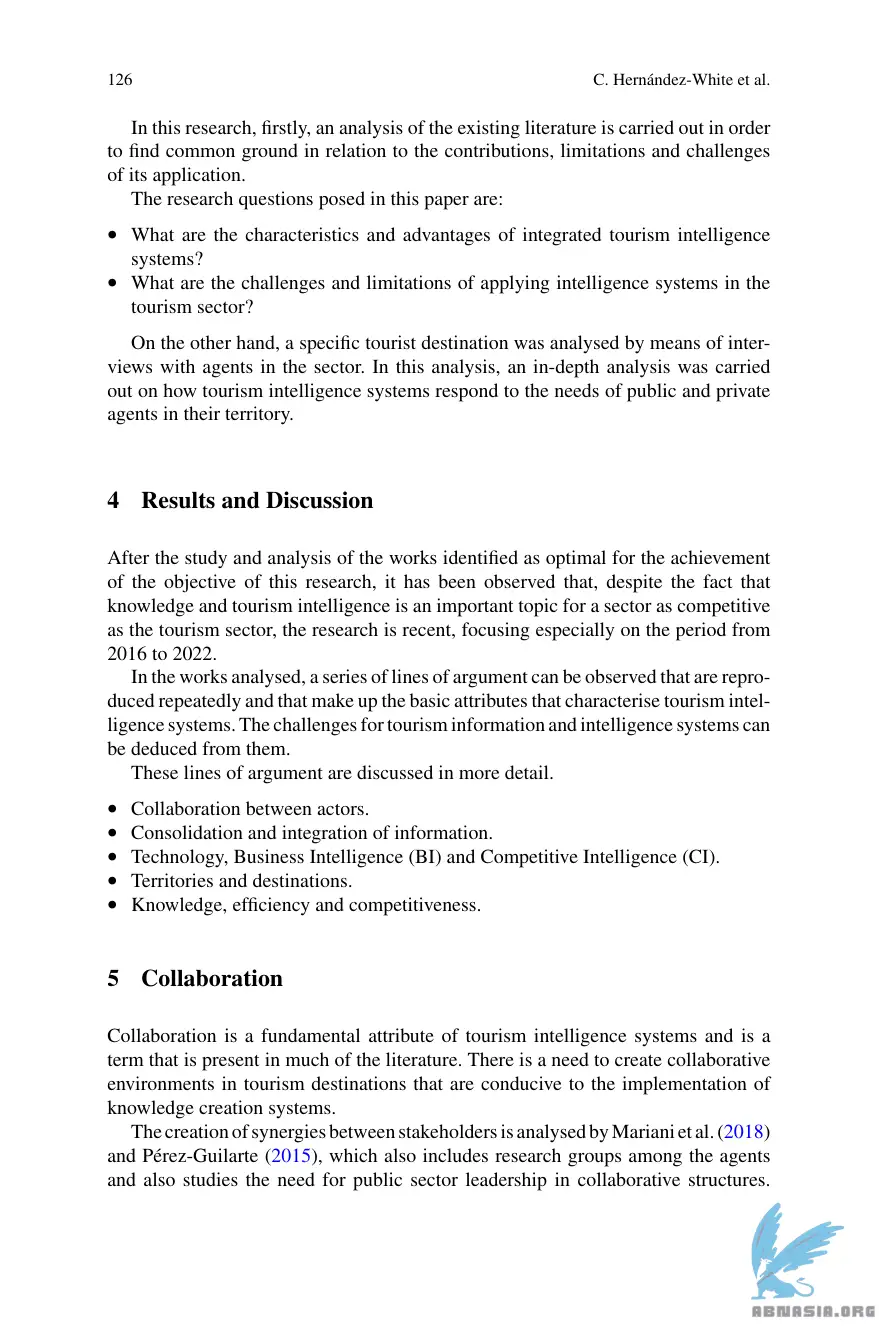 126
C. Hernández-White et al.
In this research, firstly, an analysis of the existing literature is carried out in order
to find common ground in relation to the contributions, limitations and challenges
of its application.
The research questions posed in this paper are:
• What are the characteristics and advantages of integrated tourism intelligence
systems?
• What are the challenges and limitations of applying intelligence systems in the
tourism sector?
On the other hand, a specific tourist destination was analysed by means of inter-
views with agents in the sector. In this analysis, an in-depth analysis was carried
out on how tourism intelligence systems respond to the needs of public and private
agents in their territory.
4 Results and Discussion
After the study and analysis of the works identified as optimal for the achievement
of the objective of this research, it has been observed that, despite the fact that
knowledge and tourism intelligence is an important topic for a sector as competitive
as the tourism sector, the research is recent, focusing especially on the period from
2016 to 2022.
In the works analysed, a series of lines of argument can be observed that are repro-
duced repeatedly and that make up the basic attributes that characterise tourism intel-
ligence systems. The challenges for tourism information and intelligence systems can
be deduced from them.
These lines of argument are discussed in more detail.
• Collaboration between actors.
• Consolidation and integration of information.
• Technology, Business Intelligence (BI) and Competitive Intelligence (CI).
• Territories and destinations.
• Knowledge, efficiency and competitiveness.
5 Collaboration
Collaboration is a fundamental attribute of tourism intelligence systems and is a
term that is present in much of the literature. There is a need to create collaborative
environments in tourism destinations that are conducive to the implementation of
knowledge creation systems.
The creation of synergies between stakeholders is analysed by Mariani et al. (2018)
and Pérez-Guilarte (2015), which also includes research groups among the agents
and also studies the need for public sector leadership in collaborative structures.
ABNASIA.ORG